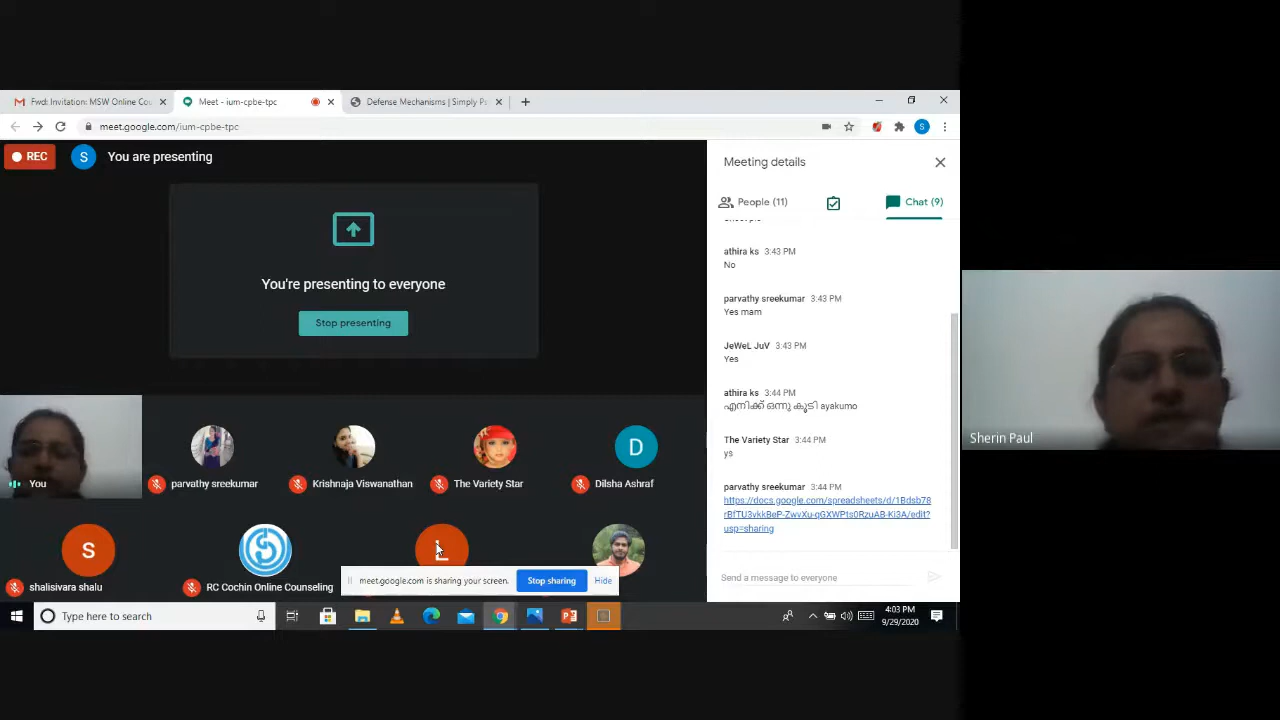 Fwd: Invitation: MSW Online Cou
Meet - ium-cpbe-tpc
Defense Mechanisms | Simply Ps
meet.google.com/ium-cpbe-tpc
S
REC
S
You are presenting
You're presenting to everyone
Stop presenting
Meeting details
People (11)
Chat (9)
athira ks 3:43 PM
No
parvathy sreekumar 3:43 PM
Yes mam
JeWeL JuV 3:43 PM
Yes
athira ks 3:44 PM
എനിക്ക് ഒന്നു കൂടി ayakumo
The Variety Star 3:44 PM
ys
parvathy sreekumar 3:44 PM
https://docs.google.com/spreadsheets/d/1Bdsb78
rBfTU3vkkBeP-ZwvXu-qGXWPts0RzuAB-Ki3A/edit?
usp=sharing
Send a message to everyone
You
parvathy sreekumar
Krishnaja Viswanathan
The Variety Star
D
Dilsha Ashraf
S
shalisivara shalu
RC Cochin Online Counseling
meet.google.com is sharing your screen.
Stop sharing
Hide
Type here to search
4:03 PM
9/29/2020
Sherin Paul